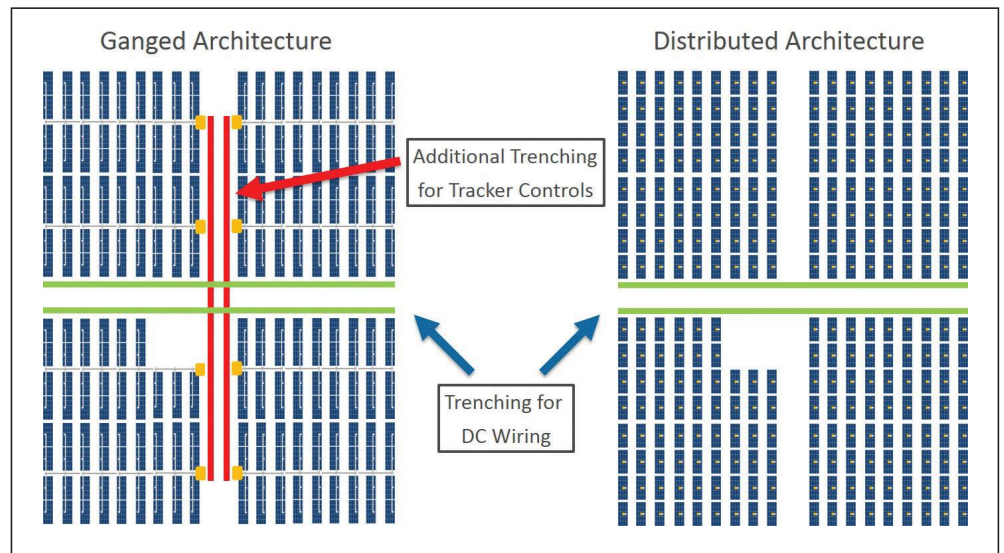 Ganged Architecture
Distributed Architecture
Additional Trenching
for Tracker Controls
Trenching for
DC Wiring